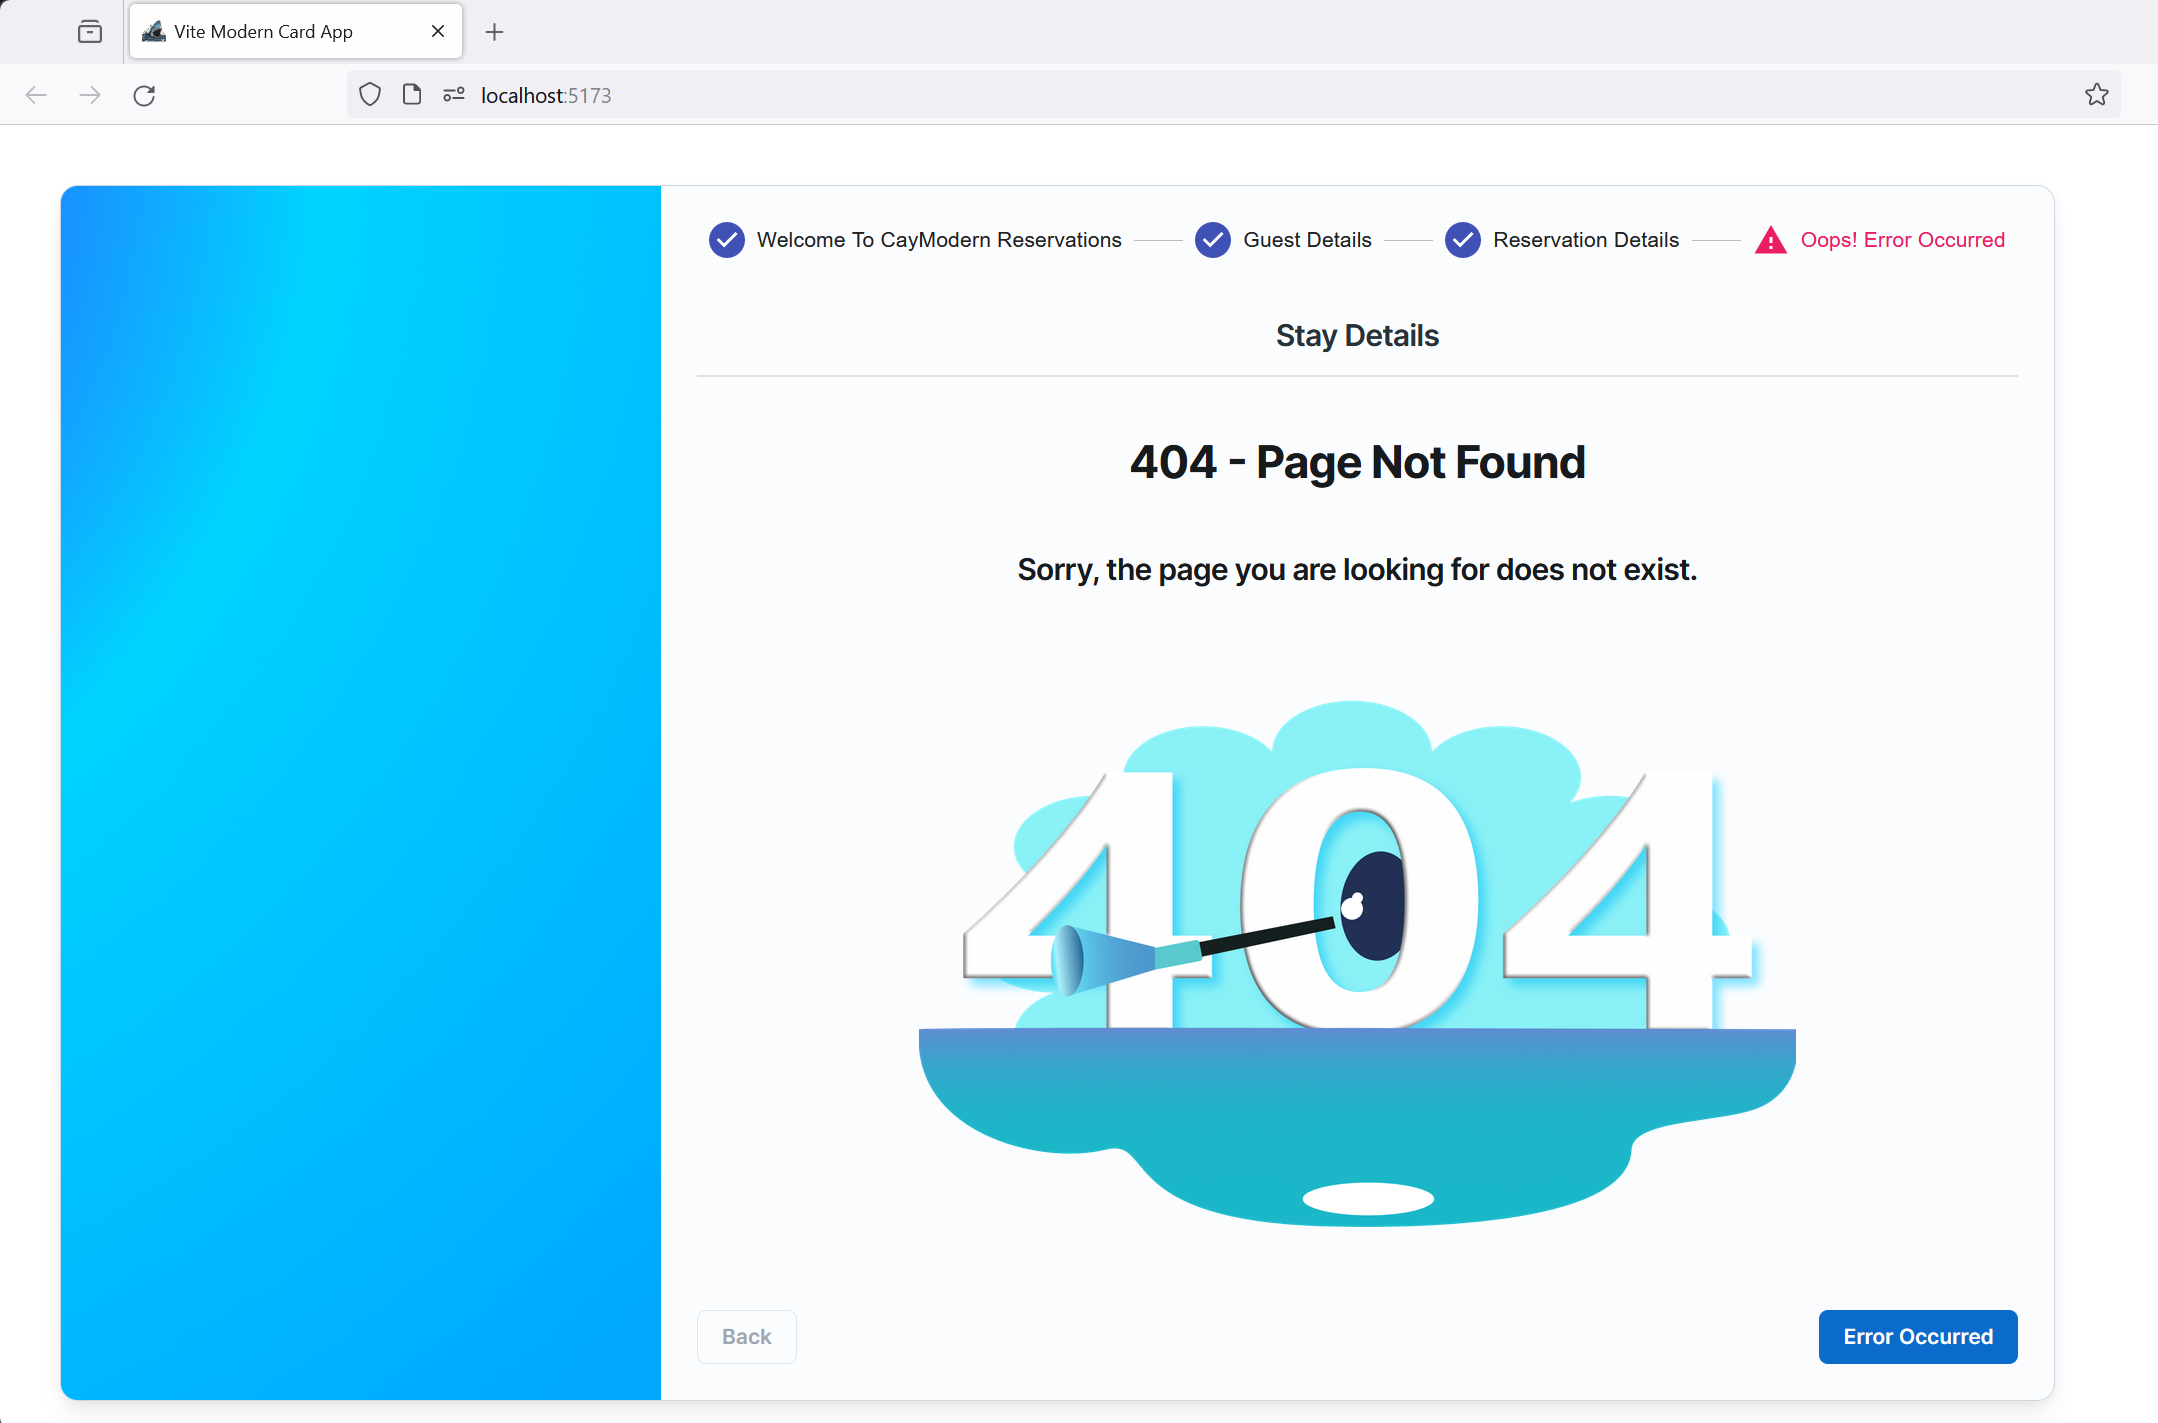 Vite Modern Card App
localhost:5173
Welcome To CayModern Reservations
Guest Details
Reservation Details
Oops! Error Occurred
Stay Details
404 - Page Not Found
Sorry, the page you are looking for does not exist.
404
Back
Error Occurred